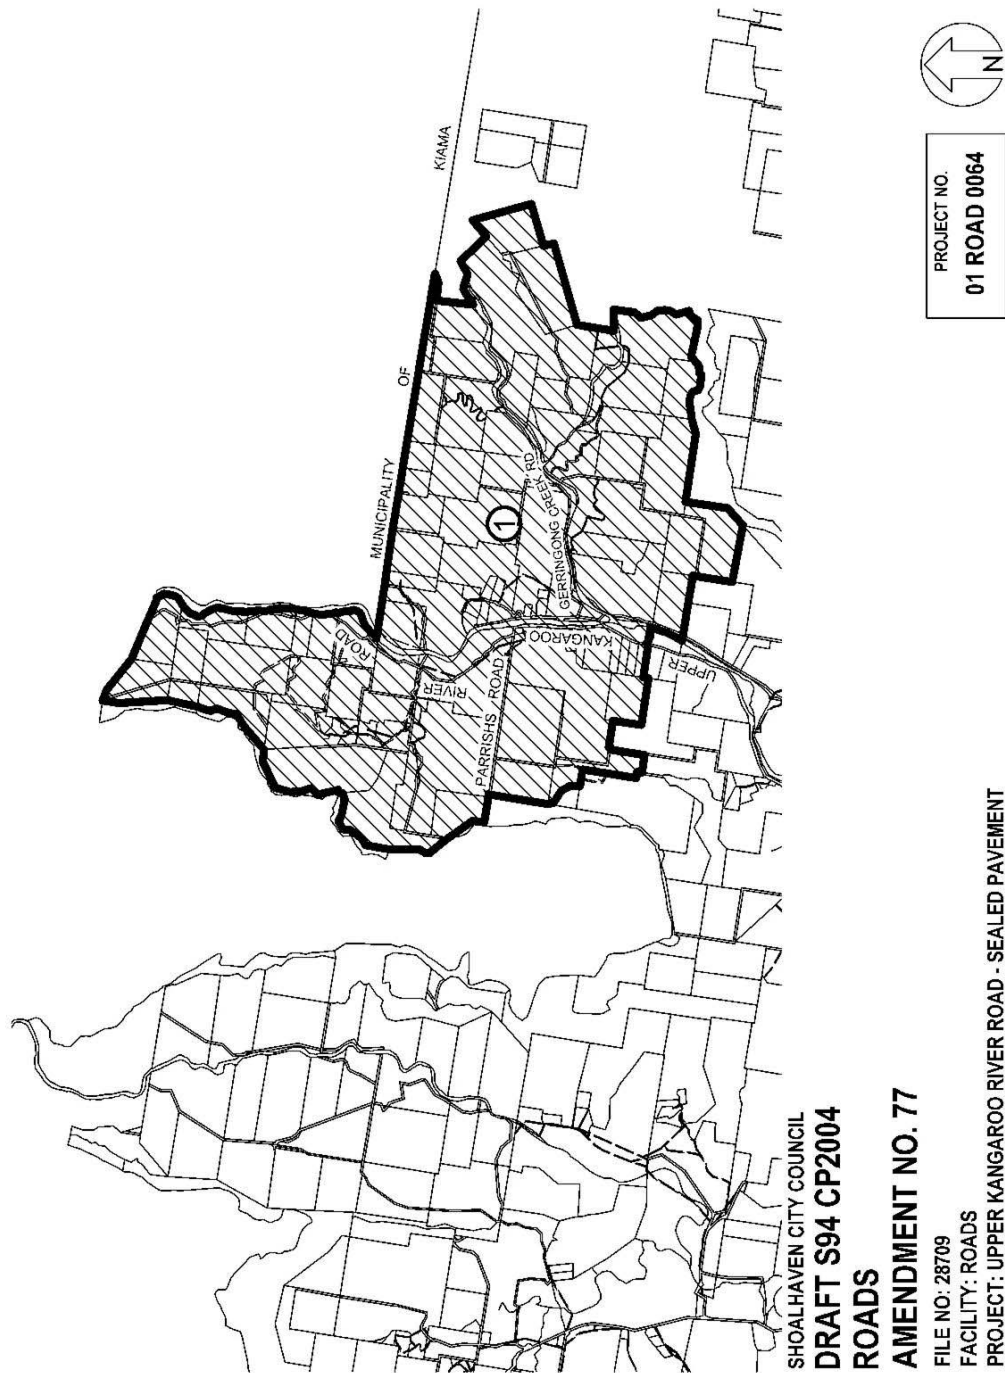 KIAMA
OF
MUNICIPALITY
ROAD
RIVER
KANGAROO
UPPER
PARRISHS ROAD
GERRINGONG CREEK RD
1
SHOALHAVEN CITY COUNCIL
DRAFT S94 CP2004
ROADS
AMENDMENT NO. 77
FILE NO: 28709
FACILITY: ROADS
PROJECT: UPPER KANGAROO RIVER ROAD - SEALED PAVEMENT
PROJECT NO.
01 ROAD 0064
N